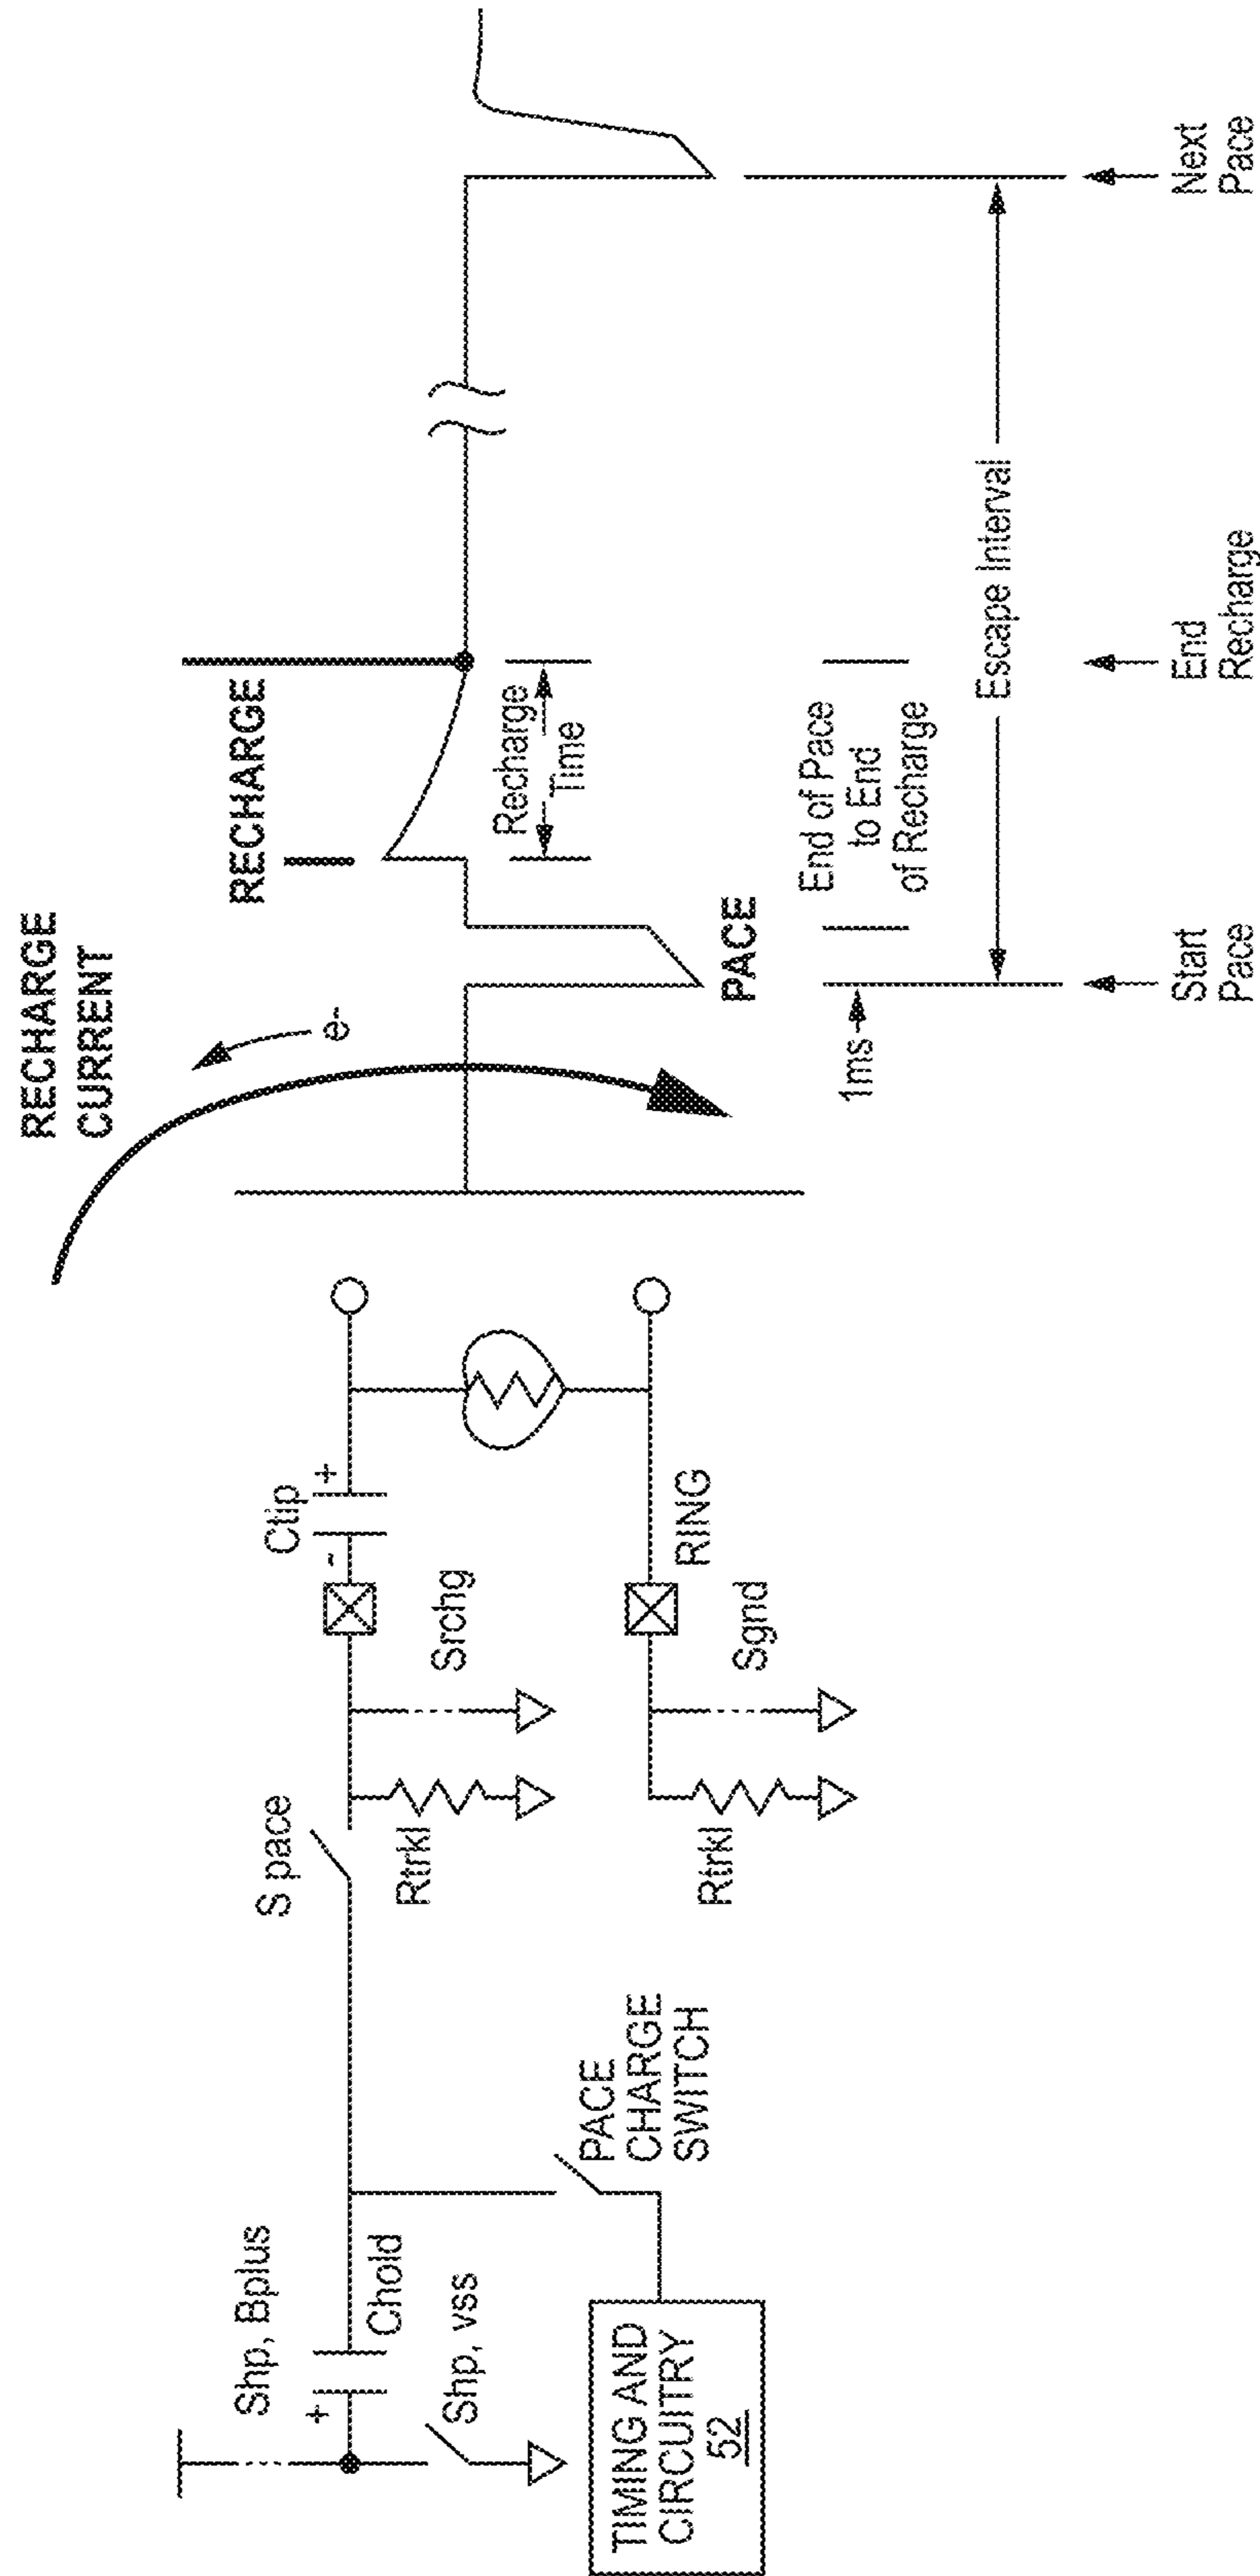 RECHARGE
CURRENT
e-
RECHARGE
PACE
Recharge
Time
1ms
End of Pace
to End
of Recharge
Escape Interval
Start
Pace
End
Recharge
Next
Pace
Shp, Bplus
+
Chold
Shp, vss
TIMING AND
CIRCUITRY
52
PACE
CHARGE
SWITCH
S pace
Rtrkl
Srchg
Ctip
- +
Rtrkl
Sgnd
RING